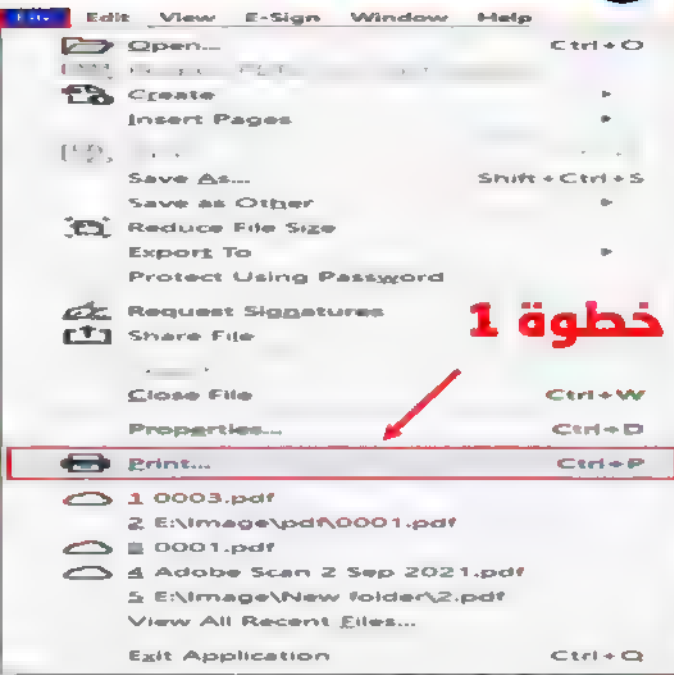 File Edit View E-Sign Window Help
Open... Ctrl+O
Create
Insert Pages
Save As... Shift+Ctrl+S
Save as Other
Reduce File Size
Export To
Protect Using Password
Request Signatures
خطوة 1
Share File
Close File Ctrl+W
Properties... Ctrl+D
Print... Ctrl+P
1 0003.pdf
2 E:\Image\pdf\0001.pdf
0001.pdf
4 Adobe Scan 2 Sep 2021.pdf
5 E:\Image\New folder\2.pdf
View All Recent Files...
Exit Application Ctrl+Q